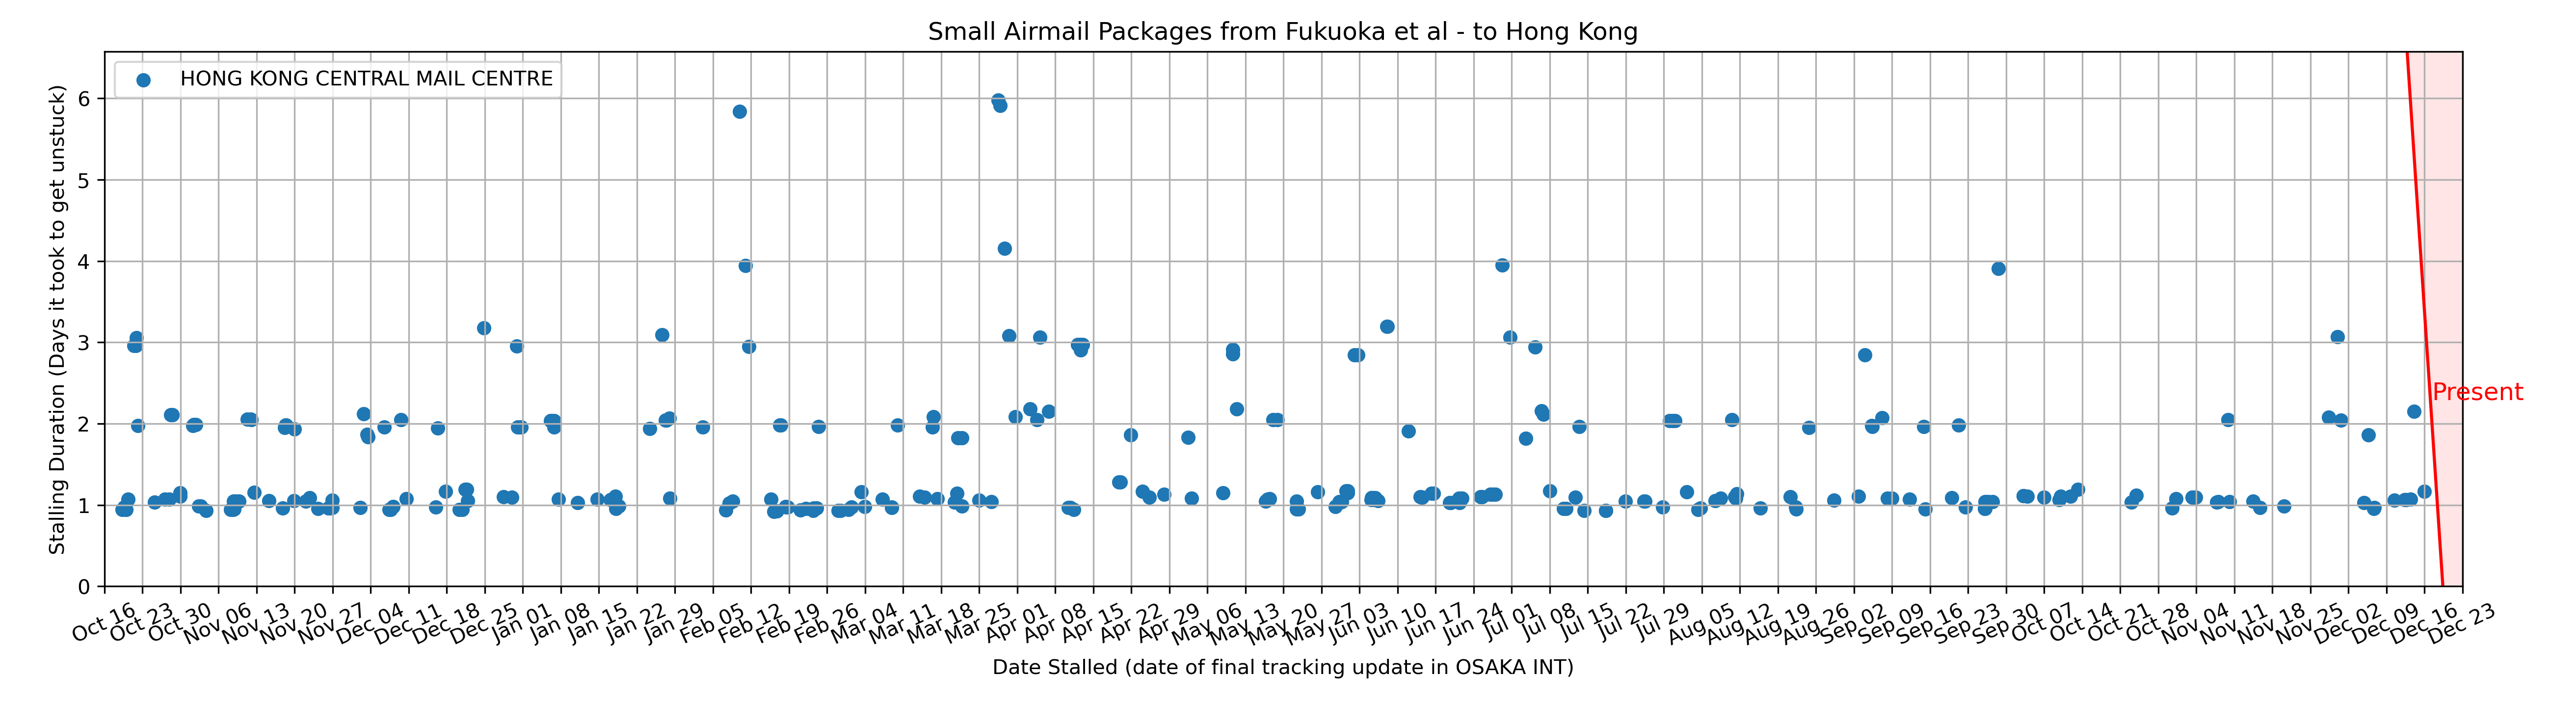 Small Airmail Packages from Fukuoka et al - to Hong Kong
HONG KONG CENTRAL MAIL CENTRE
Stalling Duration (Days it took to get unstuck)
6
5
4
3
2
1
0
Present
Oct 16
Oct 23
Oct 30
Nov 06
Nov 13
Nov 20
Nov 27
Dec 04
Dec 11
Dec 18
Dec 25
Jan 01
Jan 08
Jan 15
Jan 22
Jan 29
Feb 05
Feb 12
Feb 19
Feb 26
Mar 04
Mar 11
Mar 18
Mar 25
Apr 01
Apr 08
Apr 15
Apr 22
Apr 29
May 06
May 13
May 20
May 27
Jun 03
Jun 10
Jun 17
Jun 24
Jul 01
Jul 08
Jul 15
Jul 22
Jul 29
Aug 05
Aug 12
Aug 19
Aug 26
Sep 02
Sep 09
Sep 16
Sep 23
Sep 30
Oct 07
Oct 14
Oct 21
Oct 28
Nov 04
Nov 11
Nov 18
Nov 25
Dec 02
Dec 09
Dec 16
Dec 23
Date Stalled (date of final tracking update in OSAKA INT)